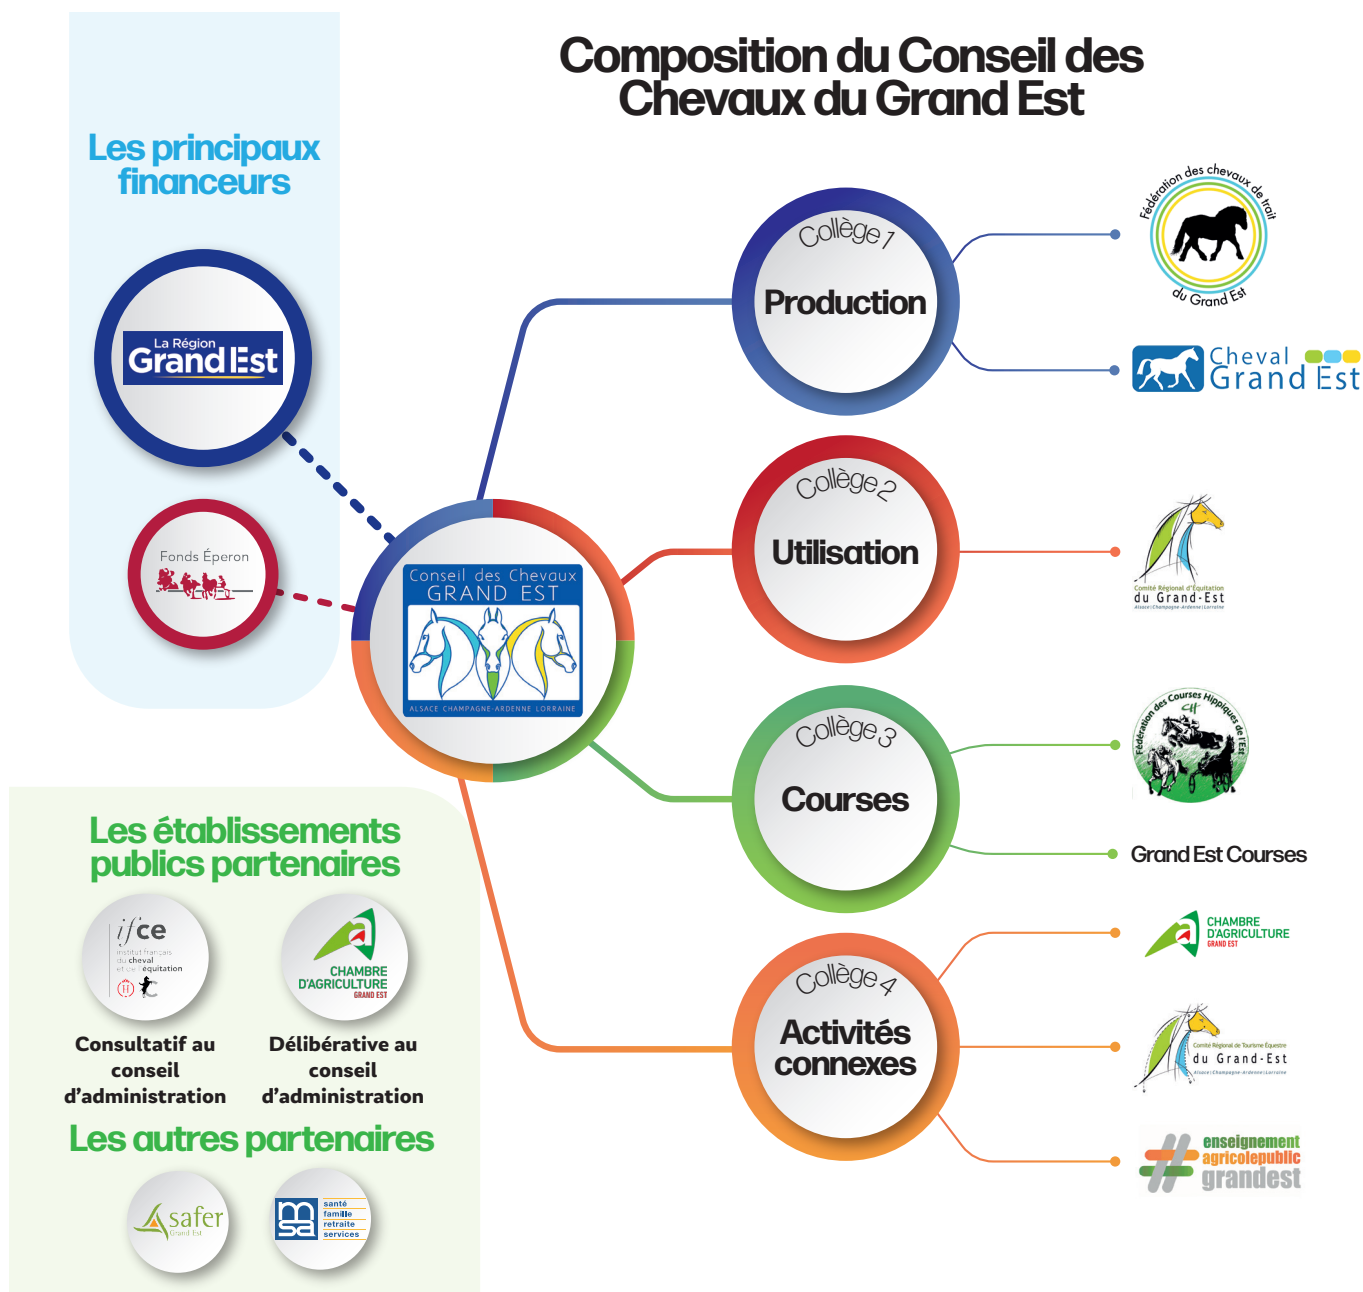 Composition du Conseil des
Chevaux du Grand Est
Les principaux
financeurs
La Région
Grand Est
Fonds Éperon
Conseil des Chevaux
GRAND EST
ALSACE CHAMPAGNE-ARDENNE LORRAINE
Collège 1
Production
Fédération des chevaux de trait
du Grand Est
Cheval
Grand Est
Collège 2
Utilisation
Comité Régional d'Équitation
du Grand-Est
Alsace | Champagne-Ardenne | Lorraine
Collège 3
Courses
Fédération des Courses Hippiques de l'Est
CH
Grand Est Courses
Collège 4
Activités
connexes
CHAMBRE
D'AGRICULTURE
GRAND EST
Comité Régional de Tourisme Équestre
du Grand-Est
Alsace | Champagne-Ardenne | Lorraine
enseignement
agricolepublic
grandest
Les établissements
publics partenaires
ifce
institut français
du cheval
et de l'équitation
CHAMBRE
D'AGRICULTURE
GRAND EST
Consultatif au
conseil
d'administration
Délibérative au
conseil
d'administration
Les autres partenaires
safer
Grand Est
msa
santé
famille
retraite
services